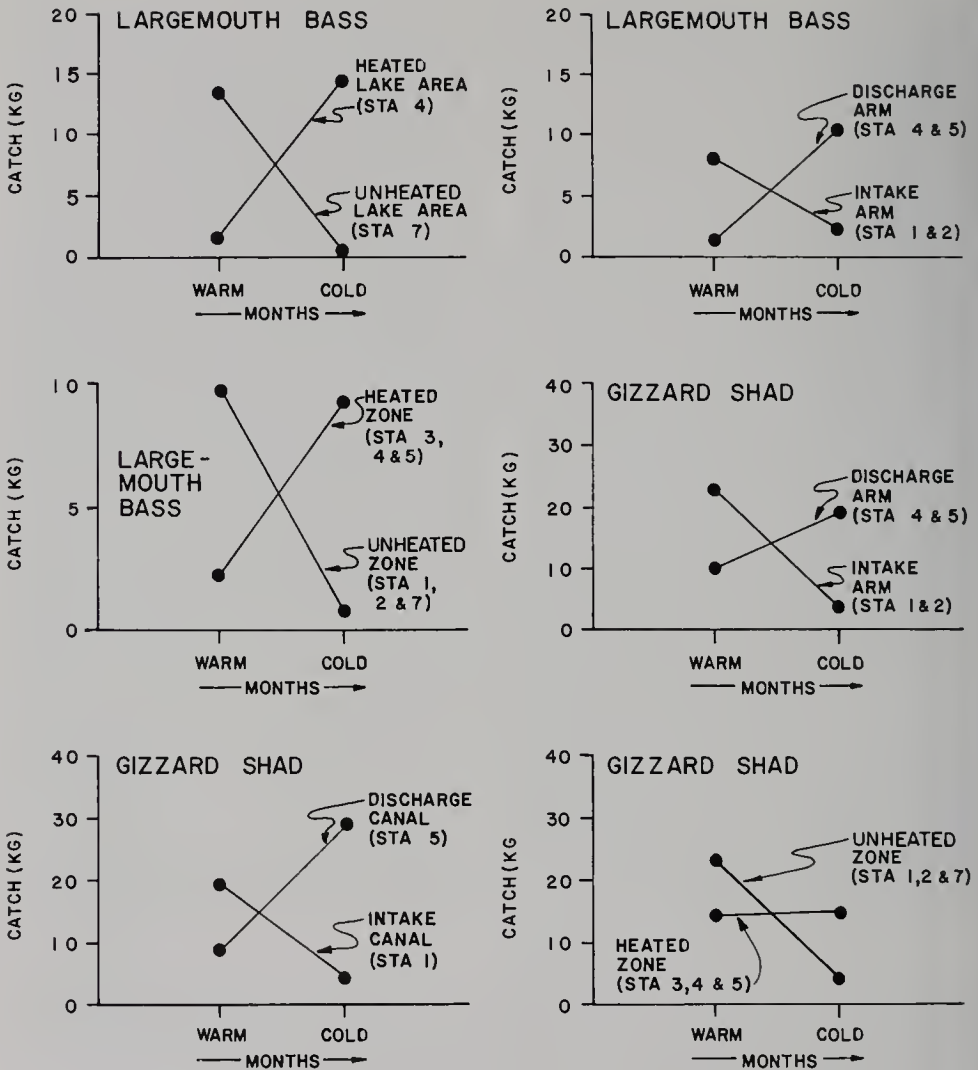 LARGEMOUTH BASS
20
15
10
5
0
CATCH (KG)
HEATED
LAKE AREA
(STA 4)
UNHEATED
LAKE AREA
(STA 7)
WARM COLD
MONTHS
LARGEMOUTH BASS
20
15
10
5
0
CATCH (KG)
DISCHARGE
ARM
(STA 4 & 5)
INTAKE
ARM
(STA 1 & 2)
WARM COLD
MONTHS
10
5
0
CATCH (KG)
LARGE-
MOUTH
BASS
HEATED
ZONE
(STA 3,
4 & 5)
UNHEATED
ZONE
(STA 1,
2 & 7)
WARM COLD
MONTHS
GIZZARD SHAD
40
30
20
10
0
CATCH (KG)
DISCHARGE
ARM
(STA 4 & 5)
INTAKE
ARM
(STA 1 & 2)
WARM COLD
MONTHS
GIZZARD SHAD
40
30
20
10
0
CATCH (KG)
DISCHARGE
CANAL
(STA 5)
INTAKE
CANAL
(STA 1)
WARM COLD
MONTHS
GIZZARD SHAD
40
30
20
10
0
CATCH (KG
UNHEATED
ZONE
(STA 1, 2 & 7)
HEATED
ZONE
(STA 3, 4 & 5)
WARM COLD
MONTHS